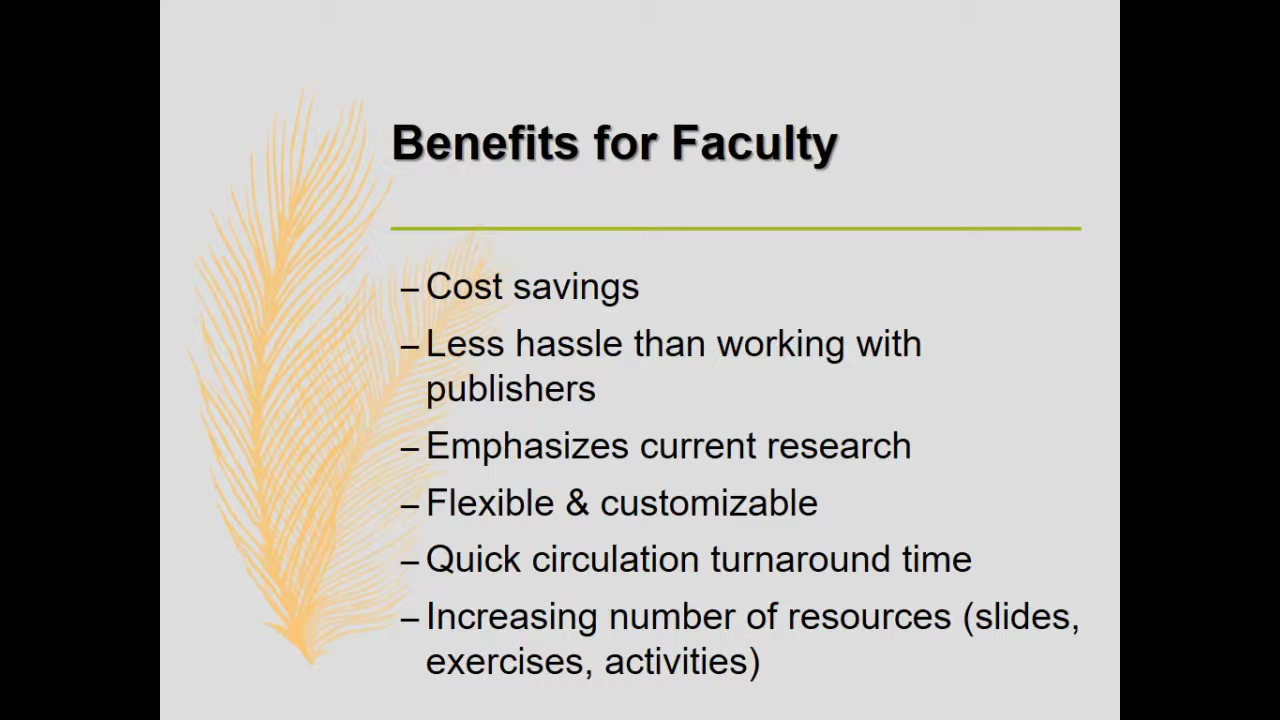 Benefits for Faculty
– Cost savings
– Less hassle than working with
publishers
– Emphasizes current research
– Flexible & customizable
– Quick circulation turnaround time
– Increasing number of resources (slides,
exercises, activities)